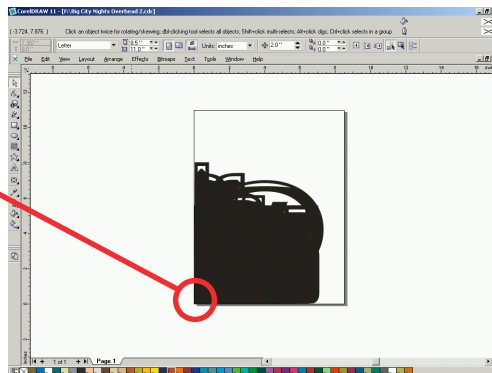 CorelDRAW 11 - [F:\Big City Nights Overhead 2.cdr]
(-3.724, 7.876 ) Click an object twice for rotating/skewing; dbl-clicking tool selects all objects; Shift+click multi-selects; Alt+click digs; Ctrl+click selects in a group
Letter 8.5" 11.0" Units: inches 2.0" 0.0" 0.0"
File Edit View Layout Arrange Effects Bitmaps Text Tools Window Help
inches
1 of 1 Page 1